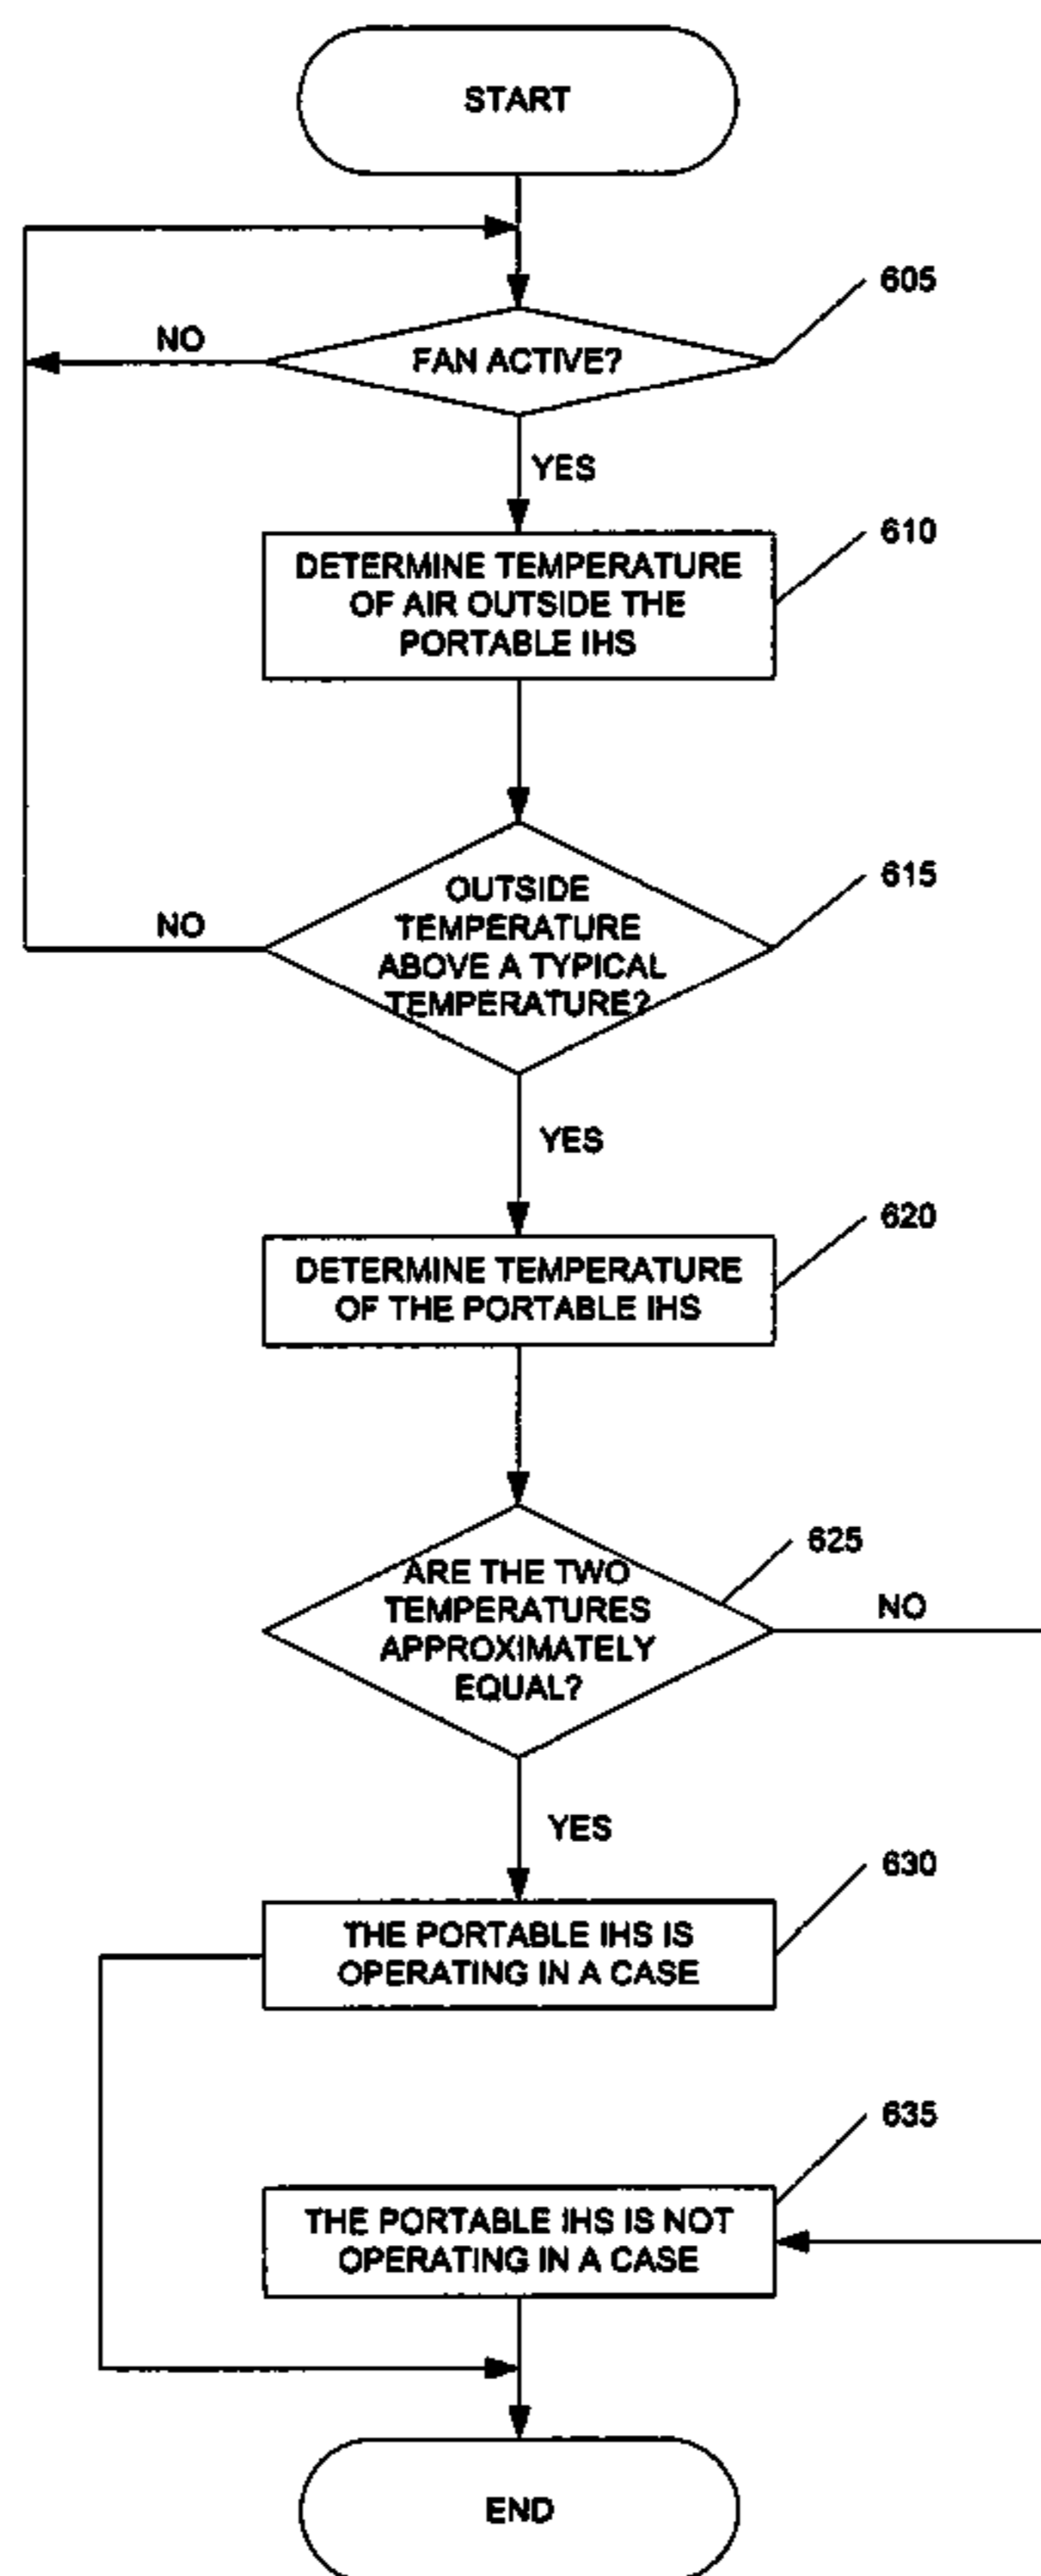 START
605
NO
FAN ACTIVE?
YES
610
DETERMINE TEMPERATURE
OF AIR OUTSIDE THE
PORTABLE IHS
615
OUTSIDE
TEMPERATURE
ABOVE A TYPICAL
TEMPERATURE?
NO
YES
620
DETERMINE TEMPERATURE
OF THE PORTABLE IHS
625
ARE THE TWO
TEMPERATURES
APPROXIMATELY
EQUAL?
NO
YES
630
THE PORTABLE IHS IS
OPERATING IN A CASE
635
THE PORTABLE IHS IS NOT
OPERATING IN A CASE
END